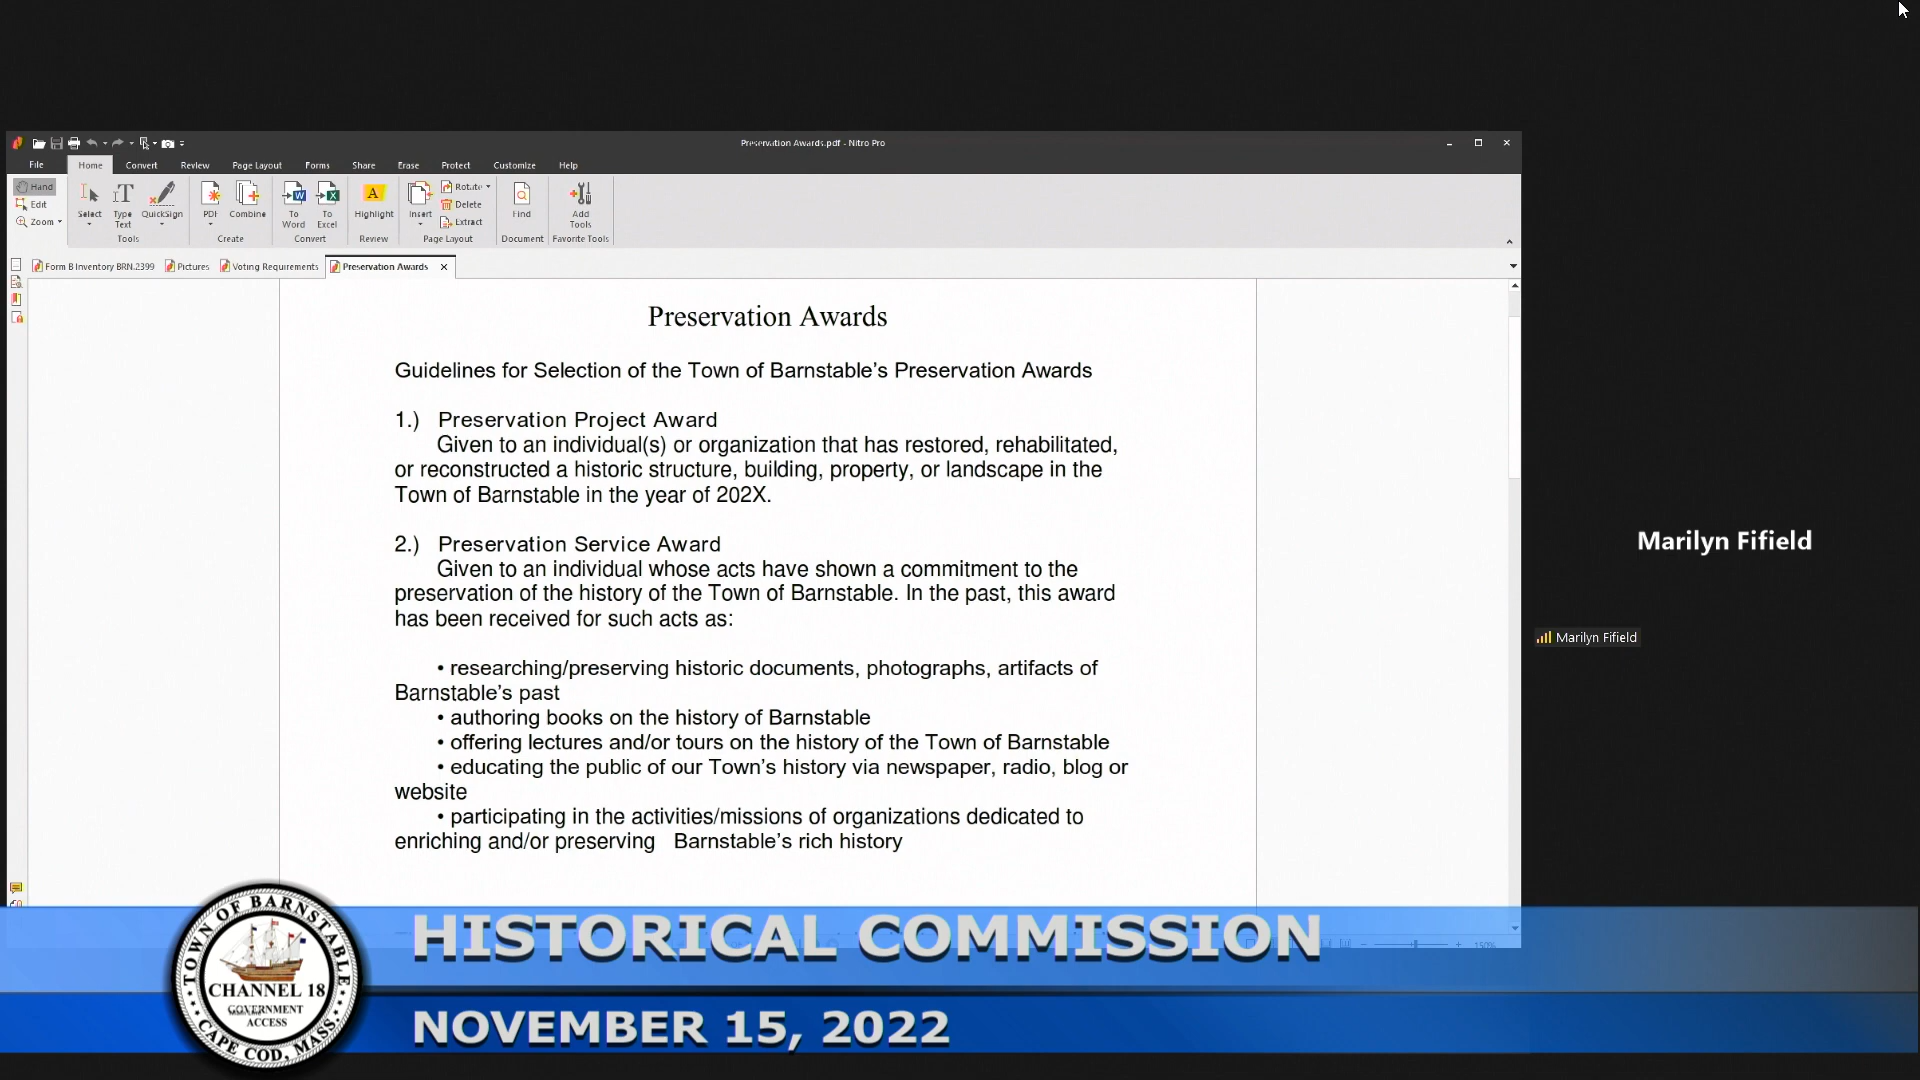 Preservation Awards.pdf - Nitro Pro
File Home Convert Review Page Layout Forms Share Erase Protect Customize Help
Hand
Edit
Zoom
Select
Type Text
QuickSign
Tools
PDF
Combine
Create
To Word
To Excel
Convert
Highlight
Review
Insert
Rotate
Delete
Extract
Page Layout
Find
Document
Add Tools
Favorite Tools
Form B Inventory BRN.2399 Pictures Voting Requirements Preservation Awards
Preservation Awards
Guidelines for Selection of the Town of Barnstable’s Preservation Awards
1.) Preservation Project Award
Given to an individual(s) or organization that has restored, rehabilitated,
or reconstructed a historic structure, building, property, or landscape in the
Town of Barnstable in the year of 202X.
2.) Preservation Service Award
Given to an individual whose acts have shown a commitment to the
preservation of the history of the Town of Barnstable. In the past, this award
has been received for such acts as:
• researching/preserving historic documents, photographs, artifacts of
Barnstable’s past
• authoring books on the history of Barnstable
• offering lectures and/or tours on the history of the Town of Barnstable
• educating the public of our Town’s history via newspaper, radio, blog or
website
• participating in the activities/missions of organizations dedicated to
enriching and/or preserving Barnstable’s rich history
Marilyn Fifield
Marilyn Fifield
150%
TOWN OF BARNSTABLE
CHANNEL 18
GOVERNMENT
ACCESS
CAPE COD, MASS.
HISTORICAL COMMISSION
NOVEMBER 15, 2022